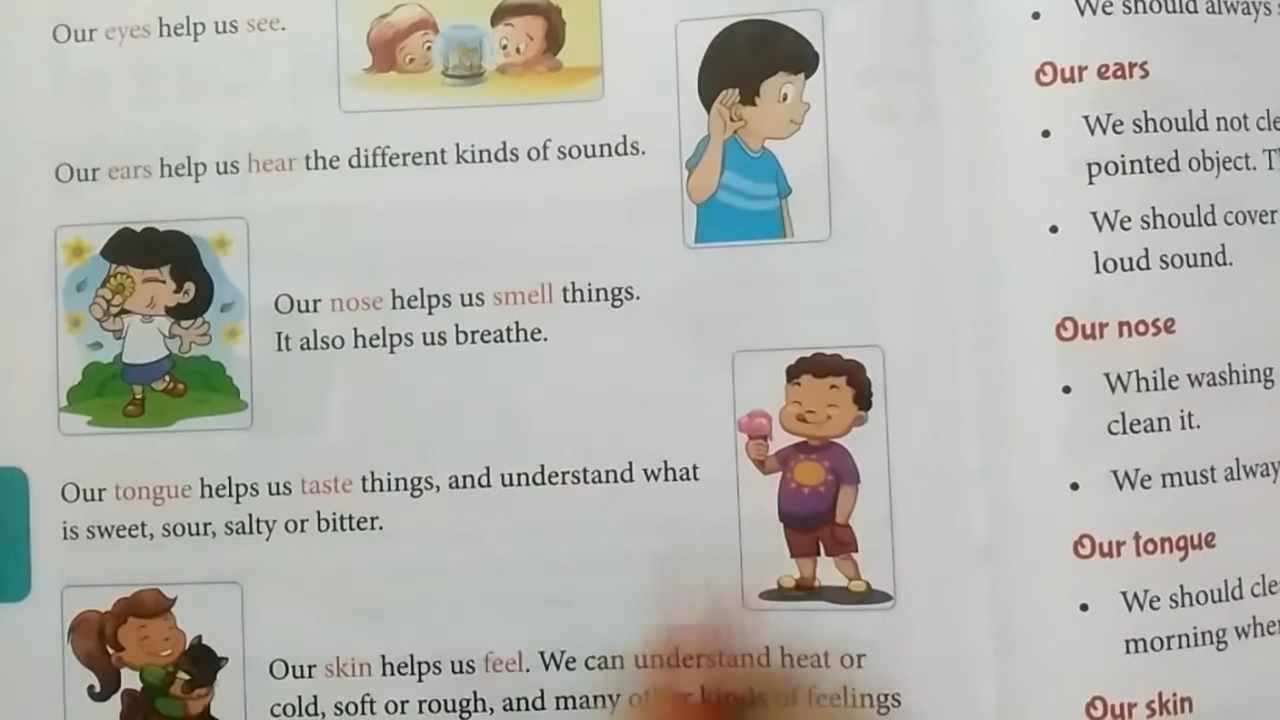 Our eyes help us see.
Our ears help us hear the different kinds of sounds.
Our nose helps us smell things.
It also helps us breathe.
Our tongue helps us taste things, and understand what
is sweet, sour, salty or bitter.
Our skin helps us feel. We can understand heat or
cold, soft or rough, and many other kinds of feelings
• We should always
Our ears
• We should not
pointed object.
• We should cover
loud sound.
Our nose
• While washing
clean it.
• We must
Our tongue
• We should
morning
Our skin